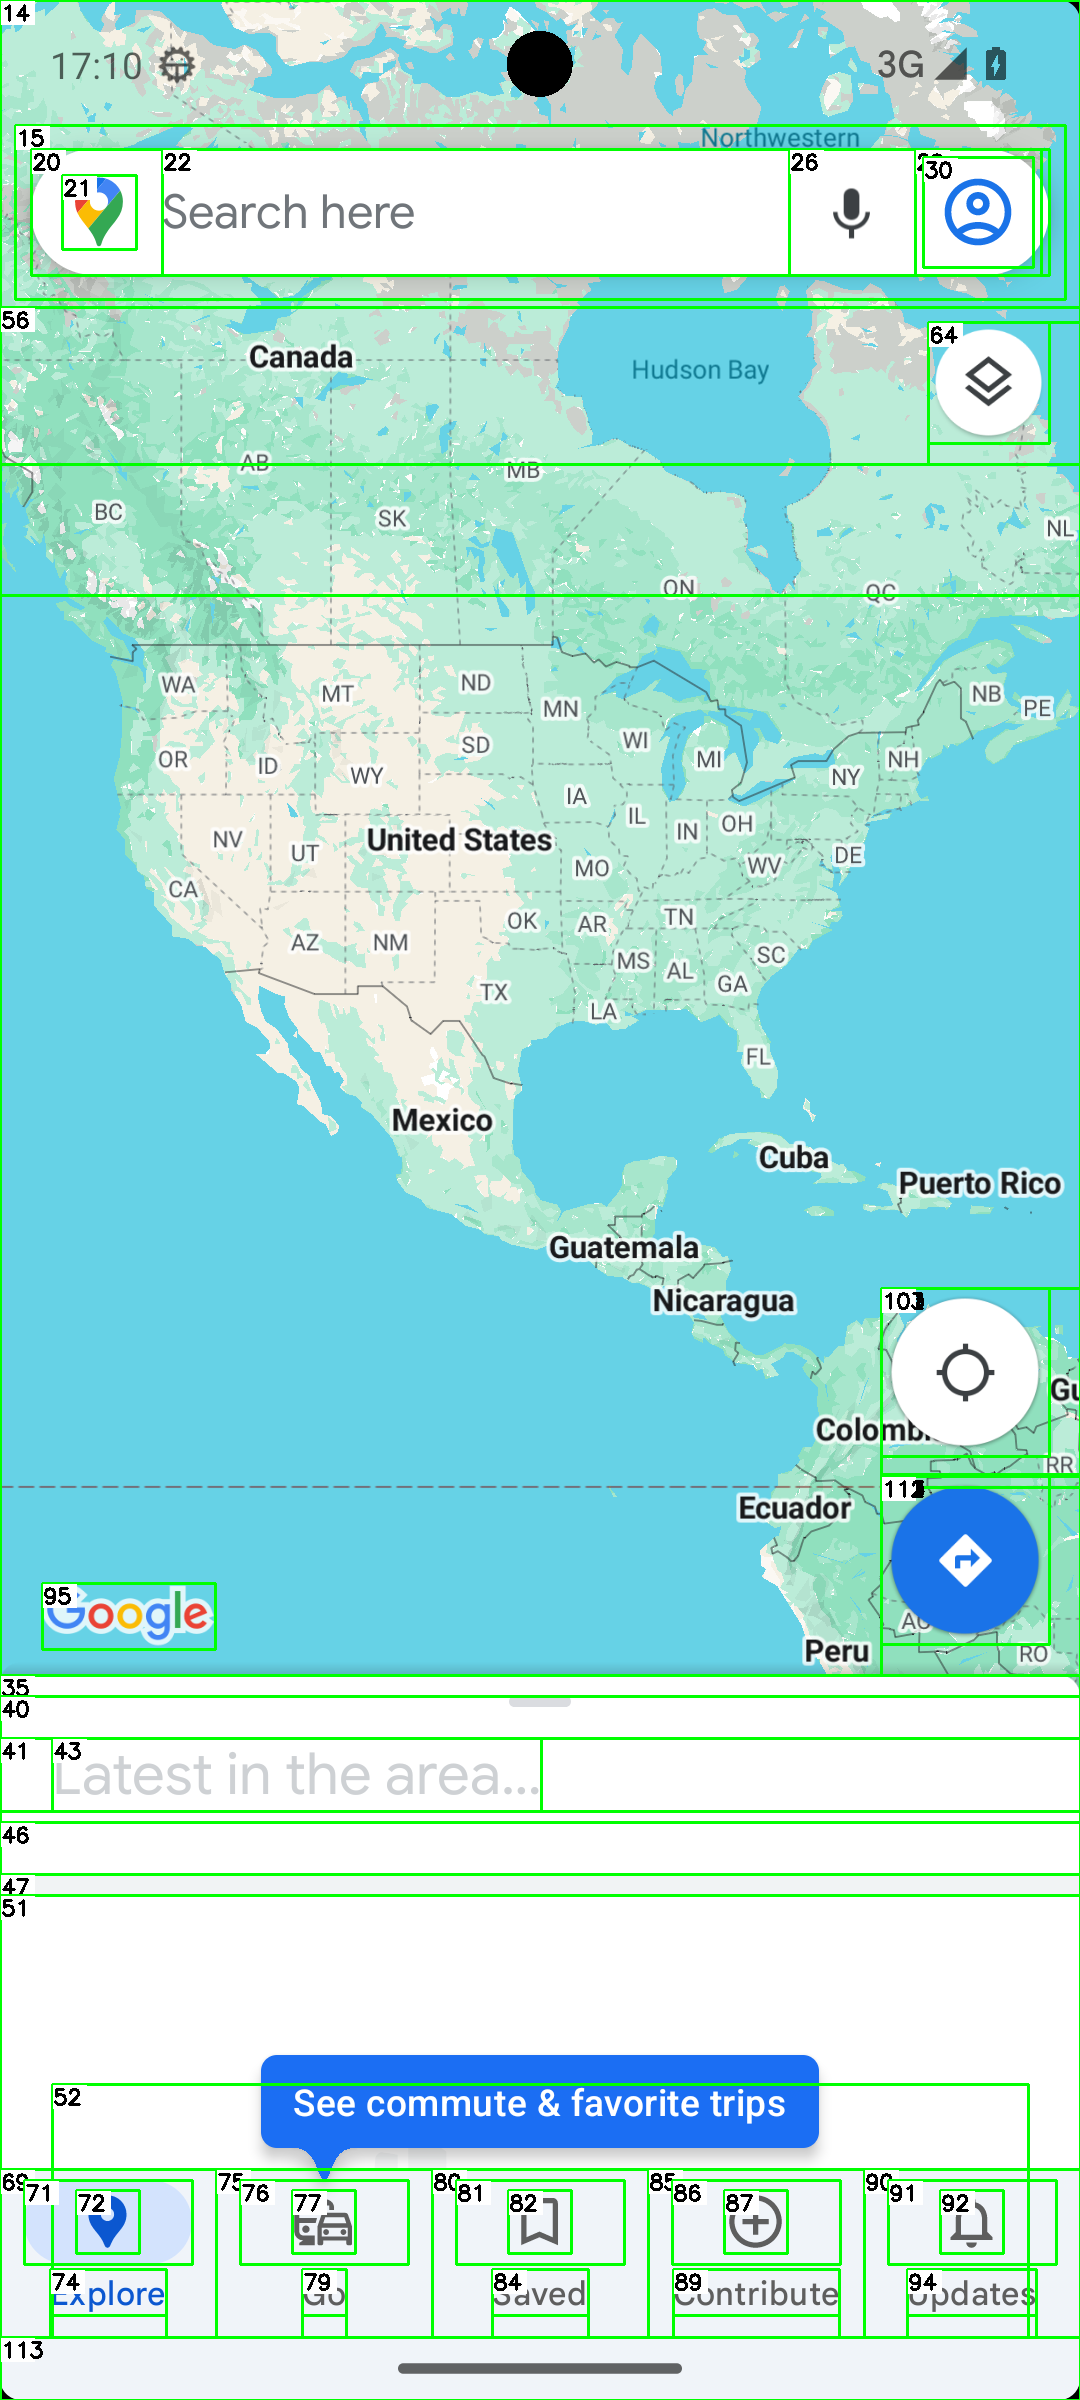 14
17:10
3G
Northwestern
15
20
21
22
Search here
26
30
56
64
Canada
Hudson Bay
AB
MB
BC
SK
NL
ON
QC
WA
MT
ND
MN
NB
PE
OR
ID
SD
WI
MI
NY
NH
WY
IA
IL
IN
OH
NV
UT
United States
MO
WV
DE
CA
OK
AR
TN
AZ
NM
MS
AL
SC
GA
TX
LA
FL
Mexico
Cuba
Puerto Rico
Guatemala
Nicaragua
103
Gu
Colomb
RR
112
Ecuador
95
Google
AC
Peru
RO
35
40
41
43
Latest in the area...
46
47
51
52
See commute & favorite trips
69
71
72
75
76
77
80
81
82
85
86
87
90
91
92
74
Explore
79
Go
84
Saved
89
Contribute
94
Updates
113